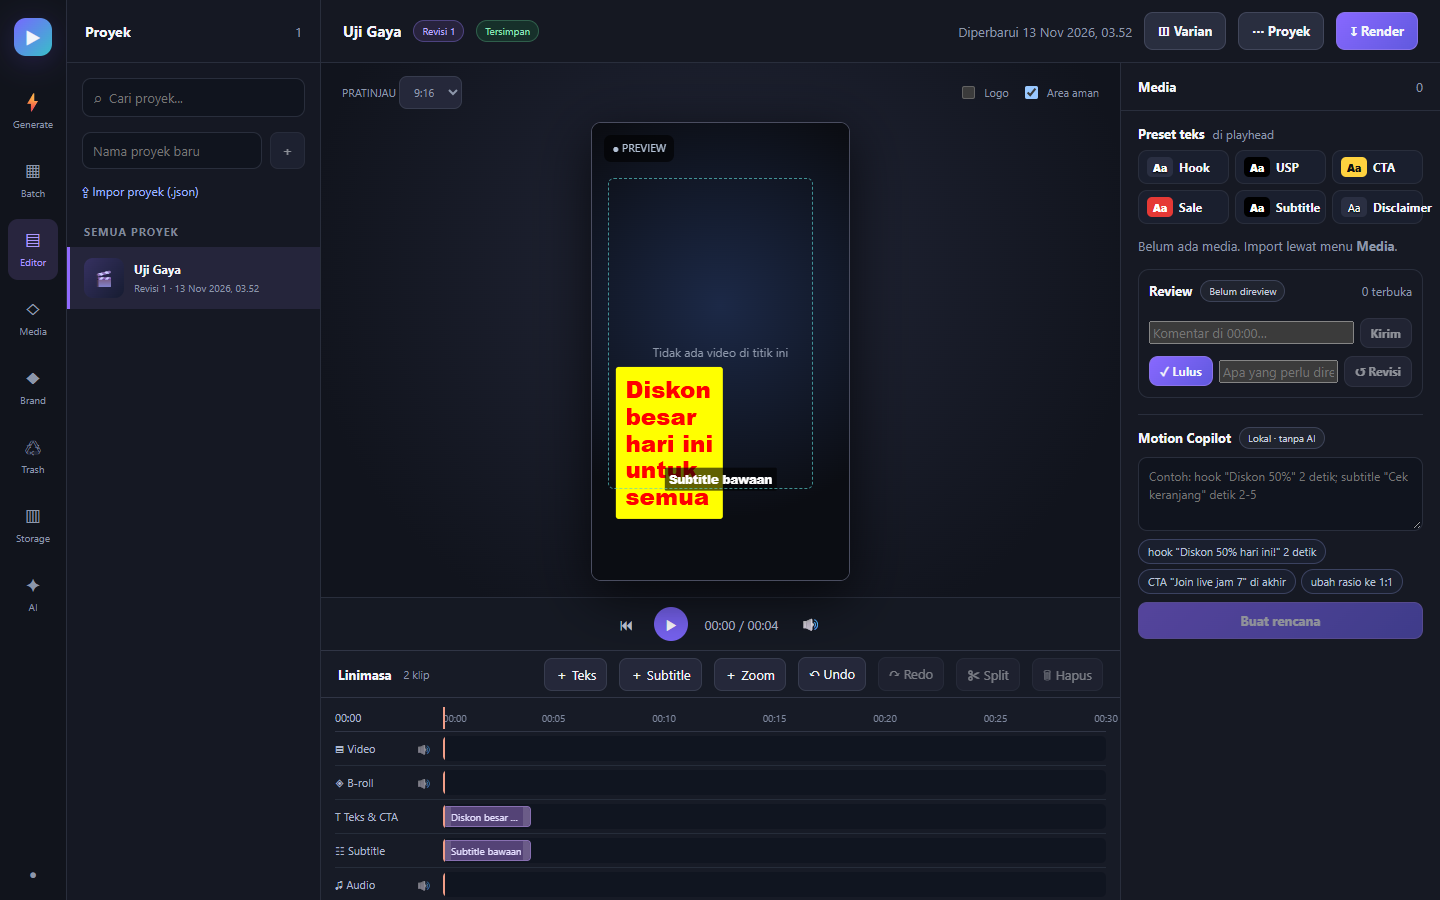 Generate
Batch
Editor
Media
Brand
Trash
Storage
AI
Proyek
1
Cari proyek...
Nama proyek baru
+
Impor proyek (.json)
SEMUA PROYEK
Uji Gaya
Revisi 1 · 13 Nov 2026, 03.52
Uji Gaya
Revisi 1
Tersimpan
Diperbarui 13 Nov 2026, 03.52
Varian
Proyek
Render
PRATINJAU
9:16
Logo
Area aman
PREVIEW
Tidak ada video di titik ini
Diskon
besar
hari ini
untuk
semua
Subtitle bawaan
00:00 / 00:04
Linimasa
2 klip
+ Teks
+ Subtitle
+ Zoom
Undo
Redo
Split
Hapus
00:00
00:00
00:05
00:10
00:15
00:20
00:25
00:30
Video
B-roll
T Teks & CTA
Diskon besar ...
Subtitle
Subtitle bawaan
Audio
Media
0
Preset teks di playhead
Aa Hook
Aa USP
Aa CTA
Aa Sale
Aa Subtitle
Aa Disclaimer
Belum ada media. Import lewat menu Media.
Review
Belum direview
0 terbuka
Komentar di 00:00...
Kirim
✓ Lulus
Apa yang perlu dire
Revisi
Motion Copilot
Lokal · tanpa AI
Contoh: hook "Diskon 50%" 2 detik; subtitle "Cek
keranjang" detik 2-5
hook "Diskon 50% hari ini!" 2 detik
CTA "Join live jam 7" di akhir
ubah rasio ke 1:1
Buat rencana